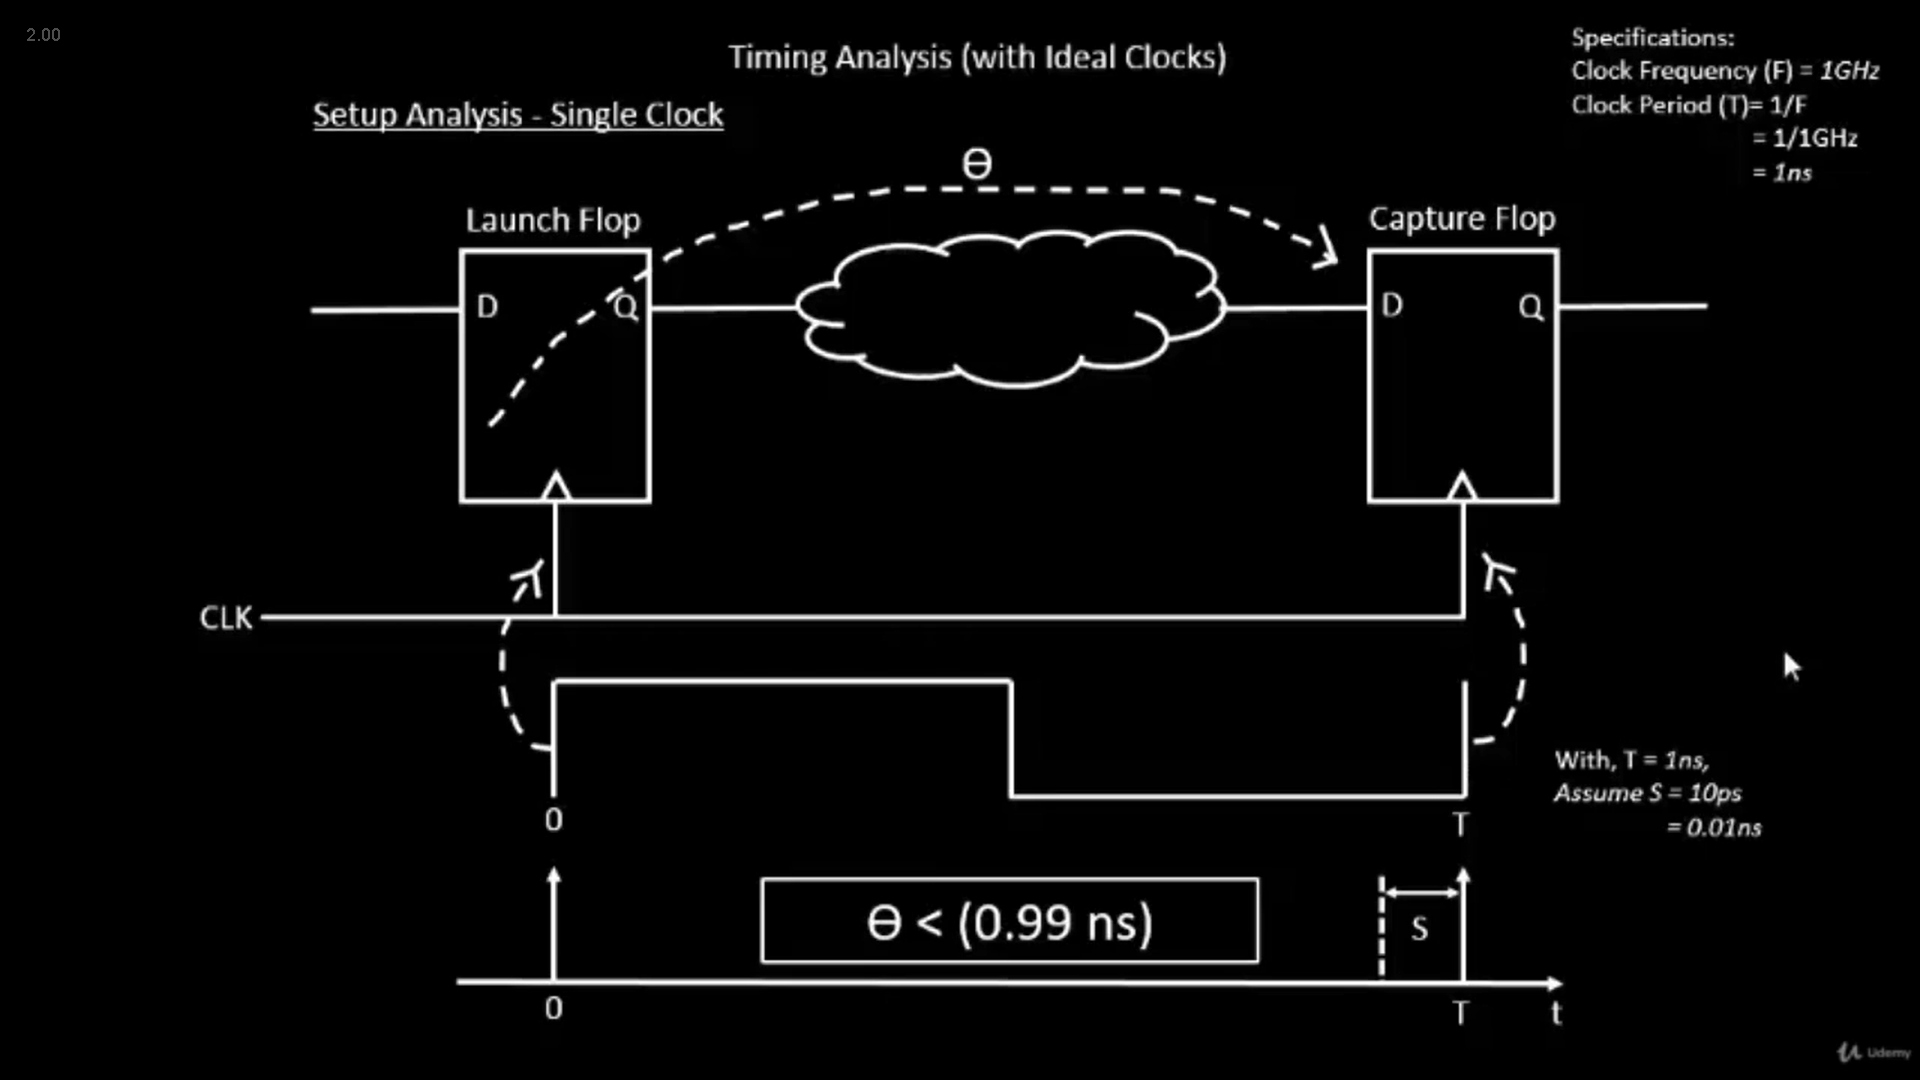 2.00
Timing Analysis (with Ideal Clocks)
Specifications:
Clock Frequency (F) = 1GHz
Clock Period (T)= 1/F
= 1/1GHz
= 1ns
Setup Analysis - Single Clock
Ɵ
Launch Flop
Capture Flop
D
Q
D
Q
CLK
0
T
With, T = 1ns,
Assume S = 10ps
= 0.01ns
Ɵ < (0.99 ns)
S
0
T
t
Udemy